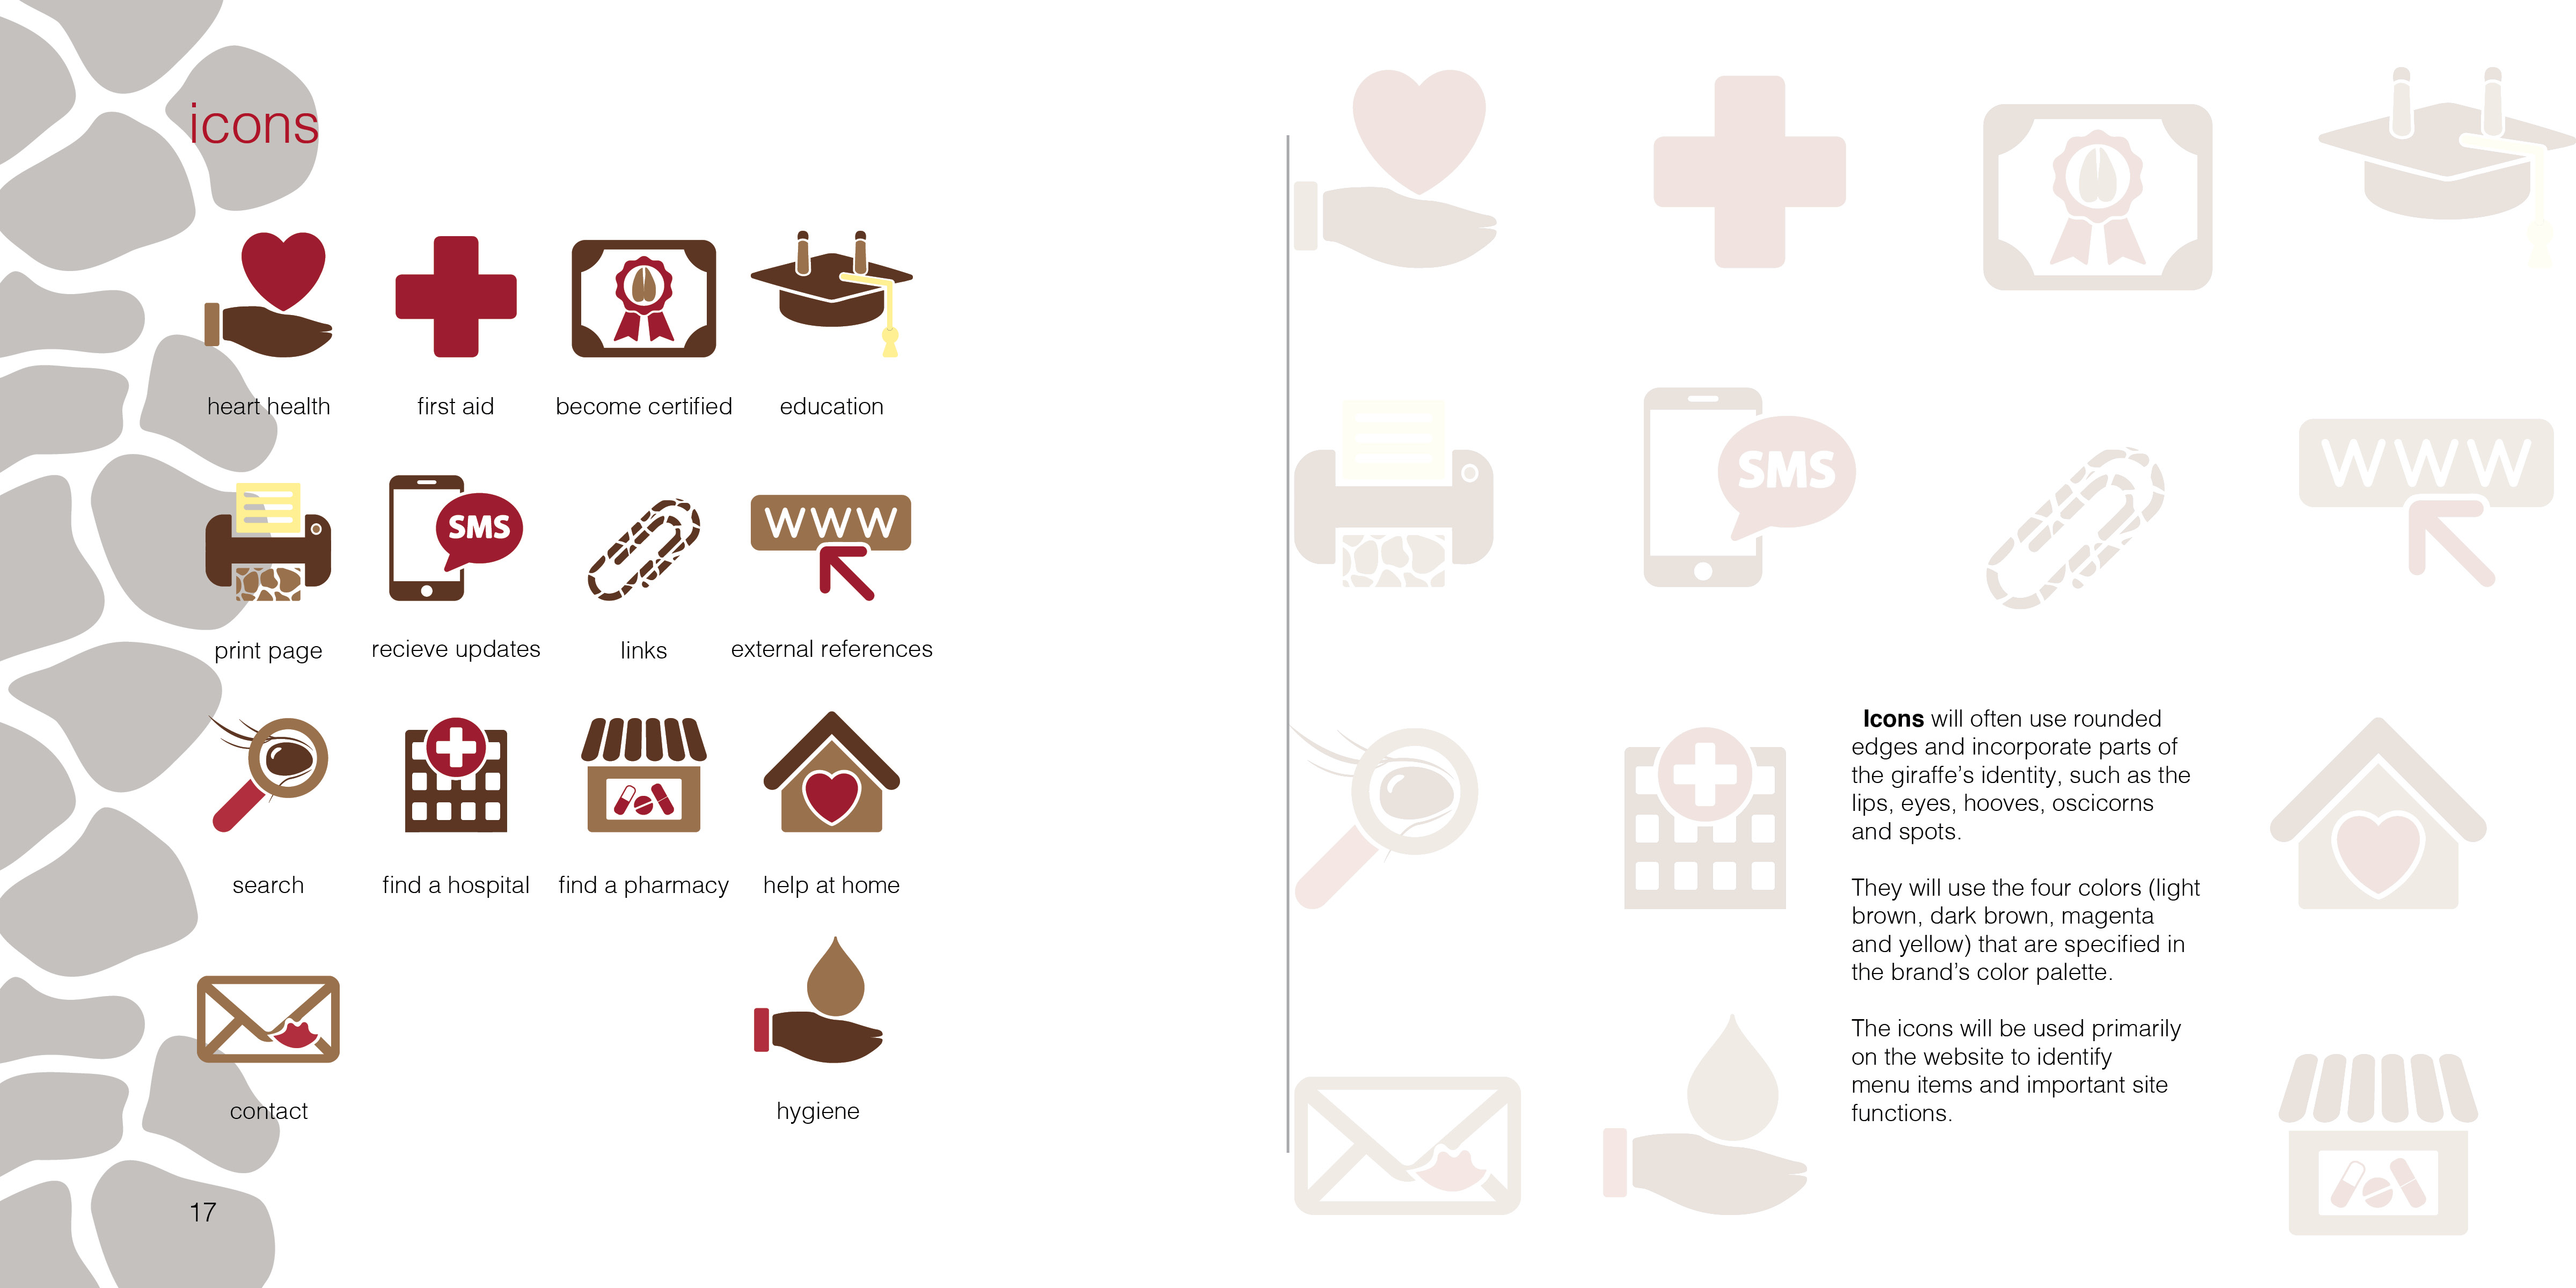 icons
heart health
first aid
become certified
education
SMS
WWW
print page
recieve updates
links
external references
search
find a hospital
find a pharmacy
help at home
contact
hygiene
17
SMS
WWW
Icons will often use rounded
edges and incorporate parts of
the giraffe's identity, such as the
lips, eyes, hooves, oscicorns
and spots.
They will use the four colors (light
brown, dark brown, magenta
and yellow) that are specified in
the brand's color palette.
The icons will be used primarily
on the website to identify
menu items and important site
functions.